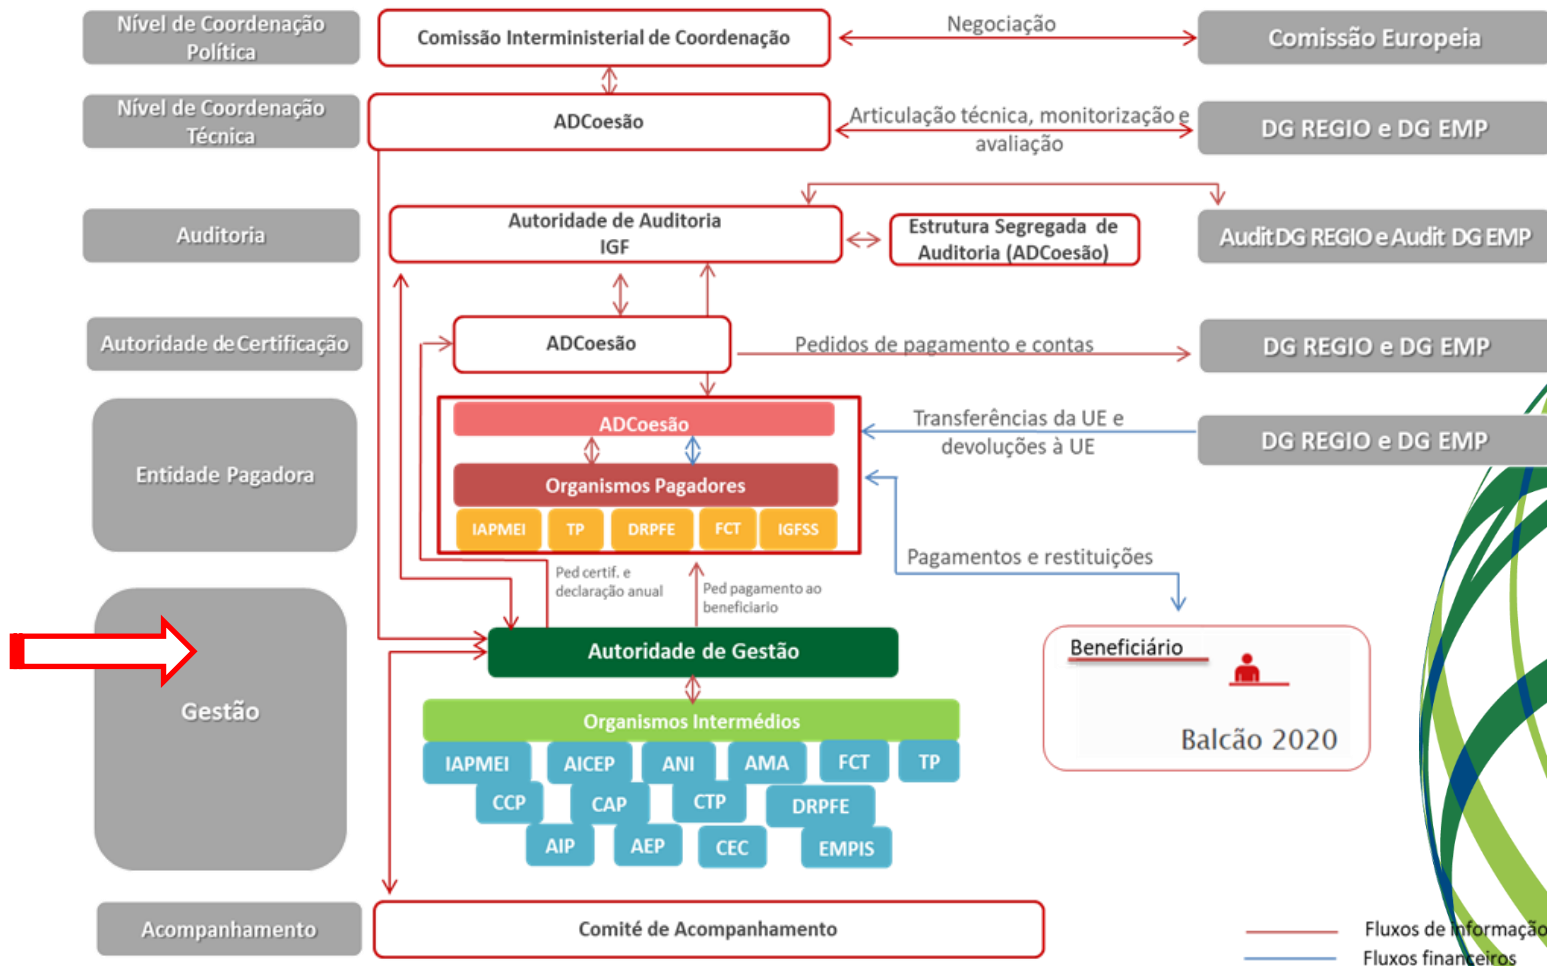 Nível de Coordenação
Política
Comissão Interministerial de Coordenação
Negociação
Comissão Europeia
Nível de Coordenação
Técnica
ADCoesão
Articulação técnica, monitorização e
avaliação
DG REGIO e DG EMP
Auditoria
Autoridade de Auditoria
IGF
Estrutura Segregada de
Auditoria (ADCoesão)
Audit DG REGIO e Audit DG EMP
Autoridade de Certificação
ADCoesão
Pedidos de pagamento e contas
DG REGIO e DG EMP
Entidade Pagadora
ADCoesão
Organismos Pagadores
IAPMEI
TP
DRPFE
FCT
IGFSS
Transferências da UE e
devoluções à UE
DG REGIO e DG EMP
Pagamentos e restituições
Ped certif. e
declaração anual
Ped pagamento ao
beneficiario
Gestão
Autoridade de Gestão
Organismos Intermédios
IAPMEI
AICEP
ANI
AMA
FCT
TP
CCP
CAP
CTP
DRPFE
AIP
AEP
CEC
EMPIS
Beneficiário
Balcão 2020
Acompanhamento
Comité de Acompanhamento
Fluxos de informação
Fluxos financeiros